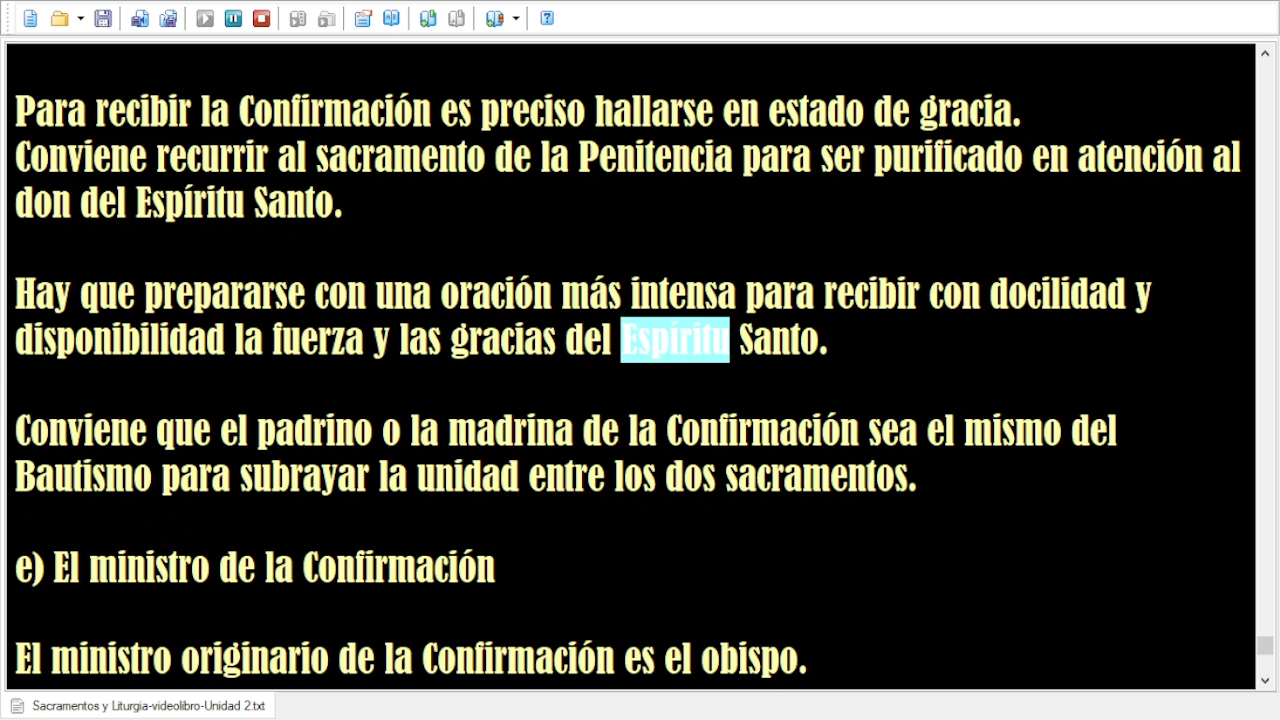 Para recibir la Confirmación es preciso hallarse en estado de gracia.
Conviene recurrir al sacramento de la Penitencia para ser purificado en atención al
don del Espíritu Santo.
Hay que prepararse con una oración más intensa para recibir con docilidad y
disponibilidad la fuerza y las gracias del Espíritu Santo.
Conviene que el padrino o la madrina de la Confirmación sea el mismo del
Bautismo para subrayar la unidad entre los dos sacramentos.
e) El ministro de la Confirmación
El ministro originario de la Confirmación es el obispo.
Sacramentos y Liturgia-videolibro-Unidad 2.txt